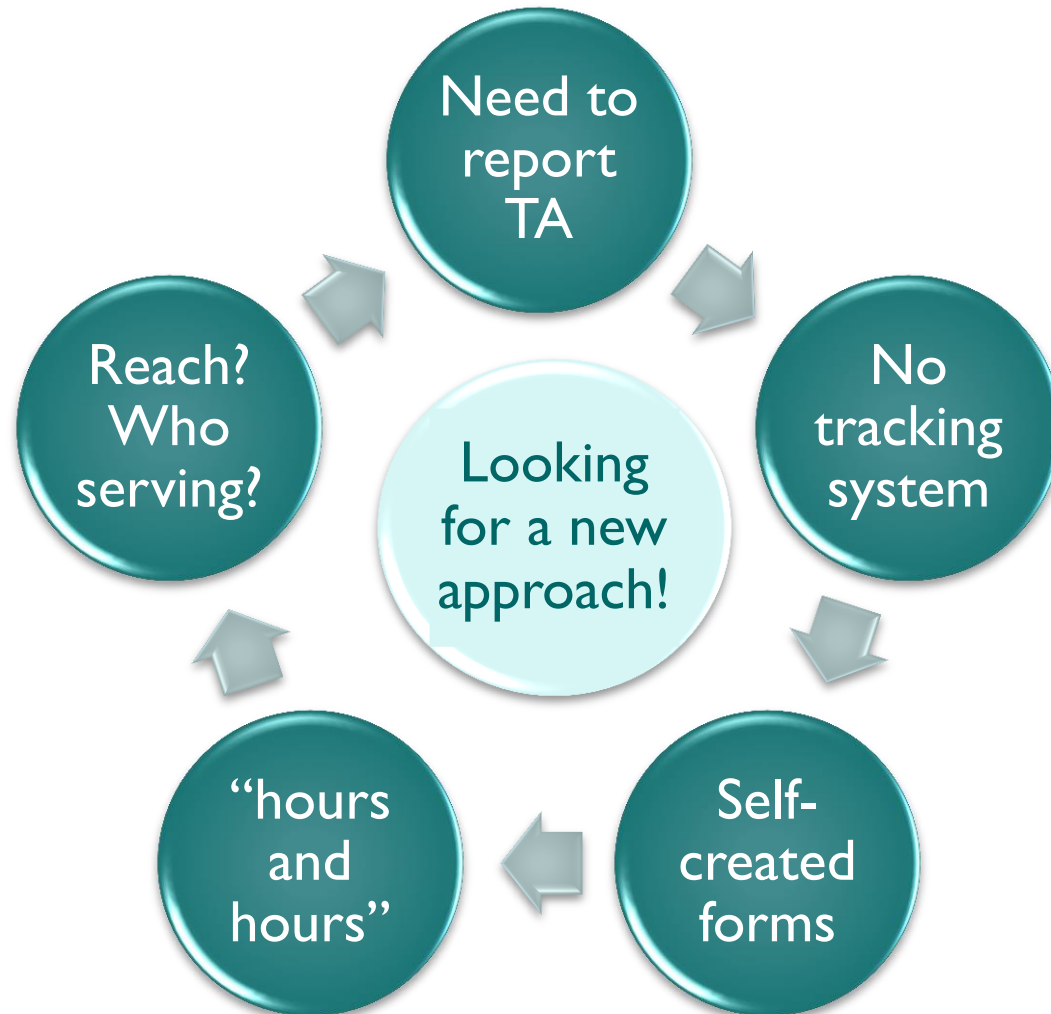 Need to
report
TA
No
tracking
system
Self-
created
forms
“hours
and
hours”
Reach?
Who
serving?
Looking
for a new
approach!